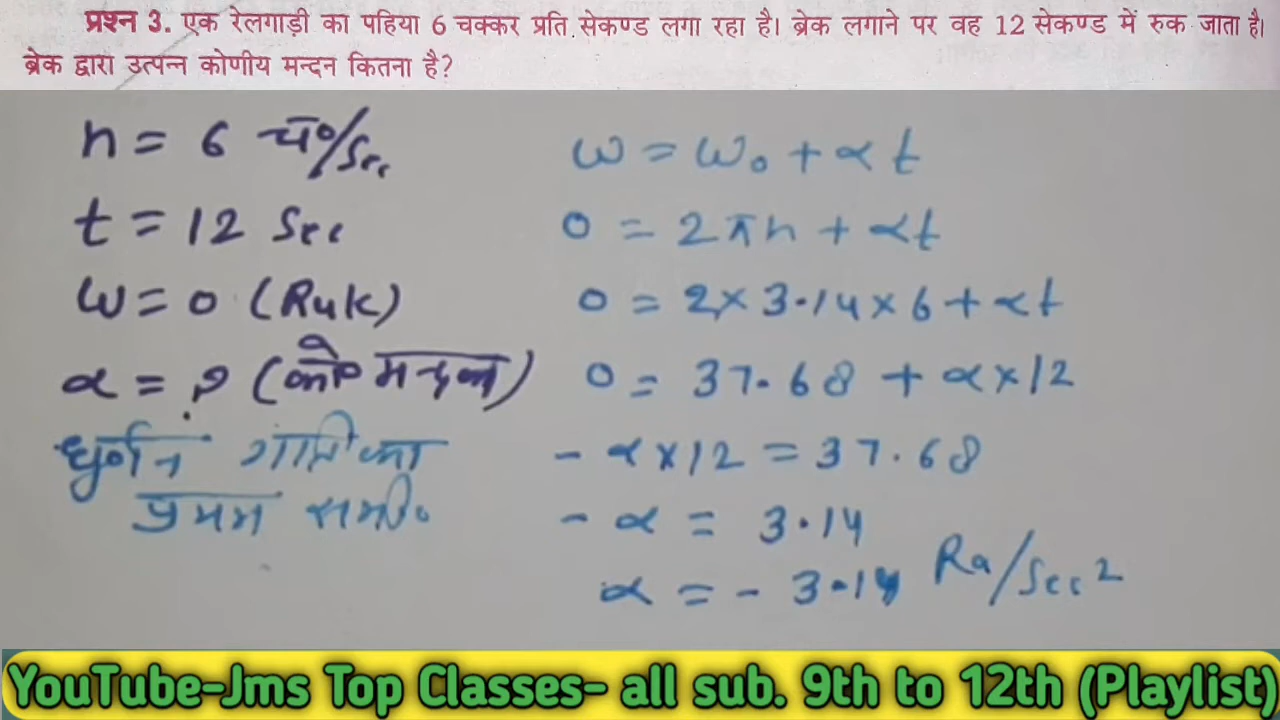 प्रश्न 3. एक रेलगाड़ी का पहिया 6 चक्कर प्रति सेकण्ड लगा रहा है। ब्रेक लगाने पर वह 12 सेकण्ड में रुक जाता है।
ब्रेक द्वारा उत्पन्न कोणीय मन्दन कितना है?
n = 6 च०/Sec
t = 12 Sec
ω = 0 (Ruk)
α = ? (को० मन्दन)
घूर्णन गति का
प्रथम समी०
ω = ω₀ + αt
0 = 2πn + αt
0 = 2×3.14×6 + αt
0 = 37.68 + α×12
- α×12 = 37.68
- α = 3.14
α = - 3.14 Ra/Sec²
YouTube-Jms Top Classes- all sub. 9th to 12th (Playlist)